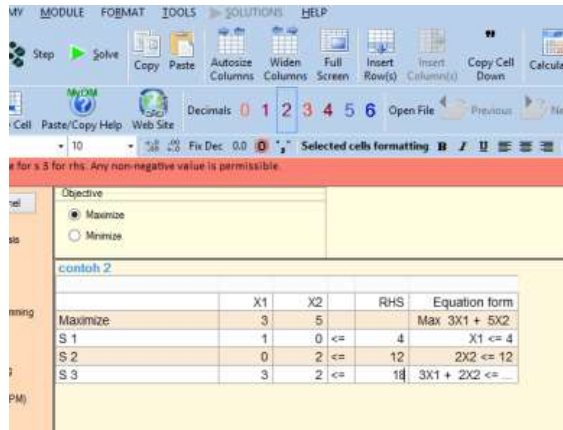 MY MODULE FORMAT TOOLS SOLUTIONS HELP
Step Solve Copy Paste Autosize Columns Widen Columns Full Screen Insert Row(s) Insert Column(s) Copy Cell Down
Cell Paste/Copy Help Web Site Decimals 0 1 2 3 4 5 6 Open File Previous
10 Fix Dec 0.0 0 "," Selected cells formatting B I U
for s 3 for rhs. Any non-negative value is permissible.
Objective
Maximize
Minimize
contoh 2
X1 X2 RHS Equation form
Maximize 3 5 Max 3X1 + 5X2
S 1 1 0 <= 4 X1 <= 4
S 2 0 2 <= 12 2X2 <= 12
S 3 3 2 <= 18 3X1 + 2X2 <= ...
PM)